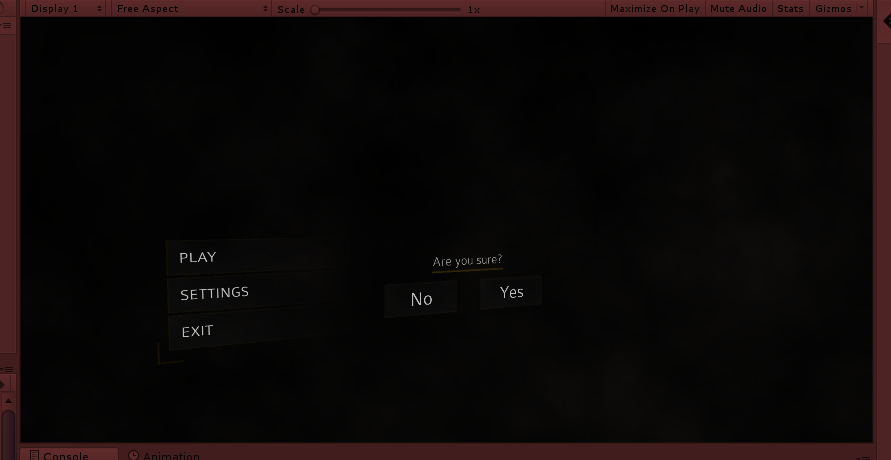 Display 1 Free Aspect Scale 1x Maximize On Play Mute Audio Stats Gizmos
PLAY
Are you sure?
SETTINGS
No Yes
EXIT
Console Animation